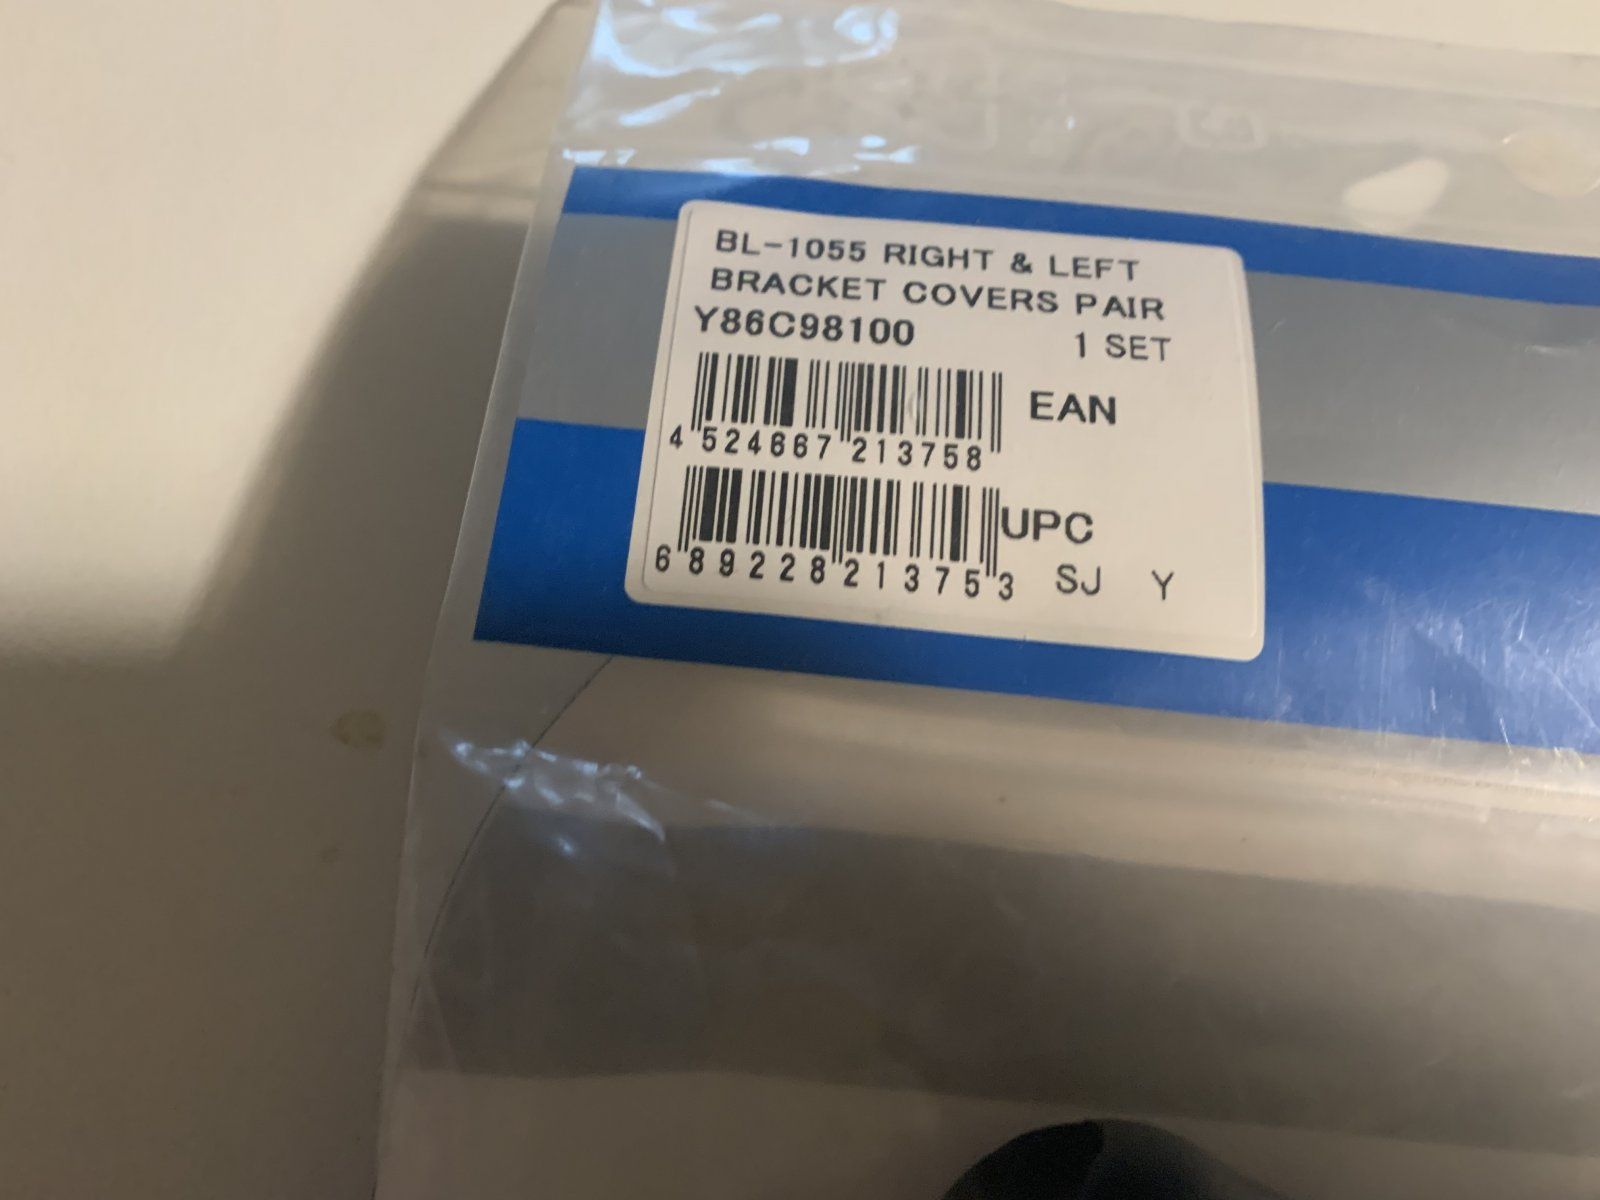 BL-1055 RIGHT & LEFT
BRACKET COVERS PAIR
Y86C98100 1 SET
EAN
4 524667 213758
UPC
6 89228 21375 3 SJ Y